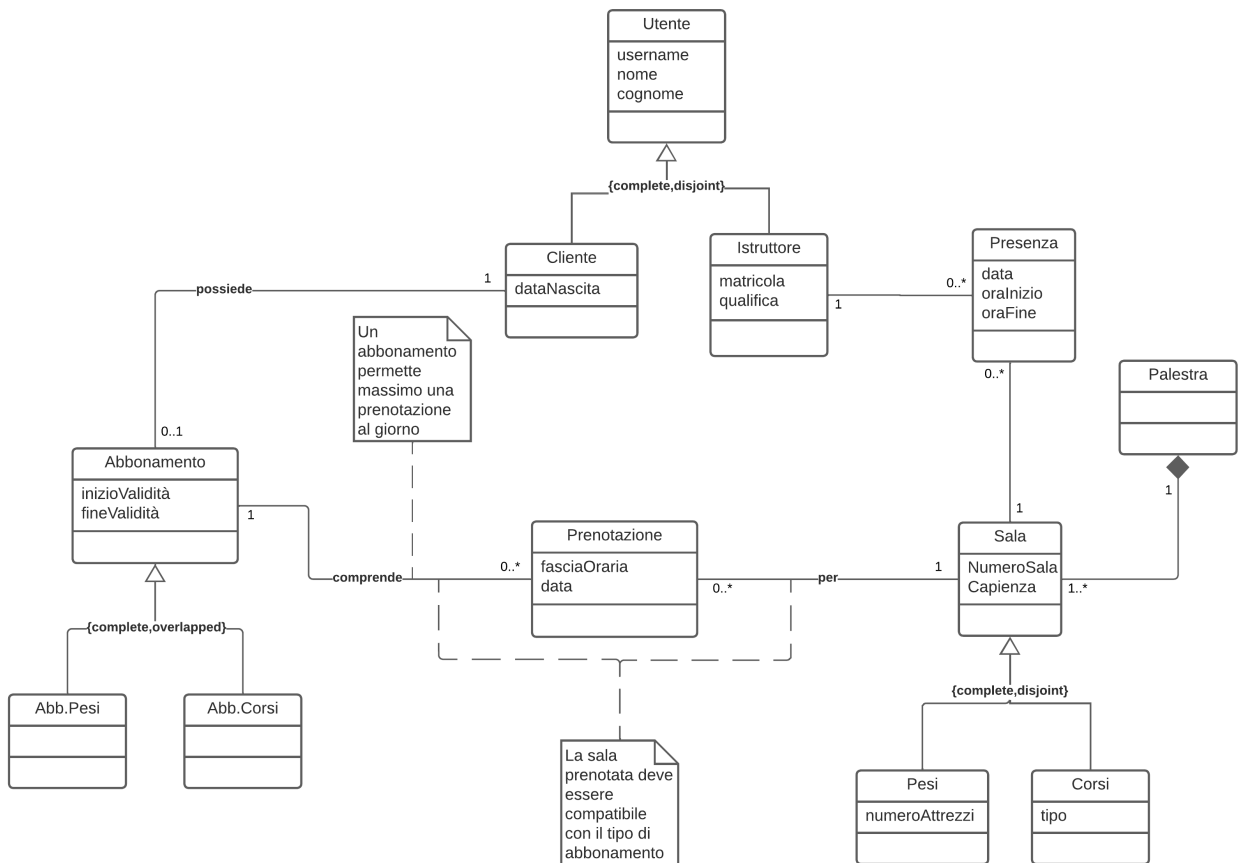 Utente
username
nome
cognome
{complete,disjoint}
Cliente
dataNascita
Istruttore
matricola
qualifica
Presenza
data
oraInizio
oraFine
possiede
1
0..1
1
0..*
0..*
1
Un
abbonamento
permette
massimo una
prenotazione
al giorno
Palestra
1
1..*
Abbonamento
inizioValidità
fineValidità
1
comprende
0..*
Prenotazione
fasciaOraria
data
0..*
per
1
Sala
NumeroSala
Capienza
{complete,overlapped}
Abb.Pesi
Abb.Corsi
La sala
prenotata deve
essere
compatibile
con il tipo di
abbonamento
{complete,disjoint}
Pesi
numeroAttrezzi
Corsi
tipo